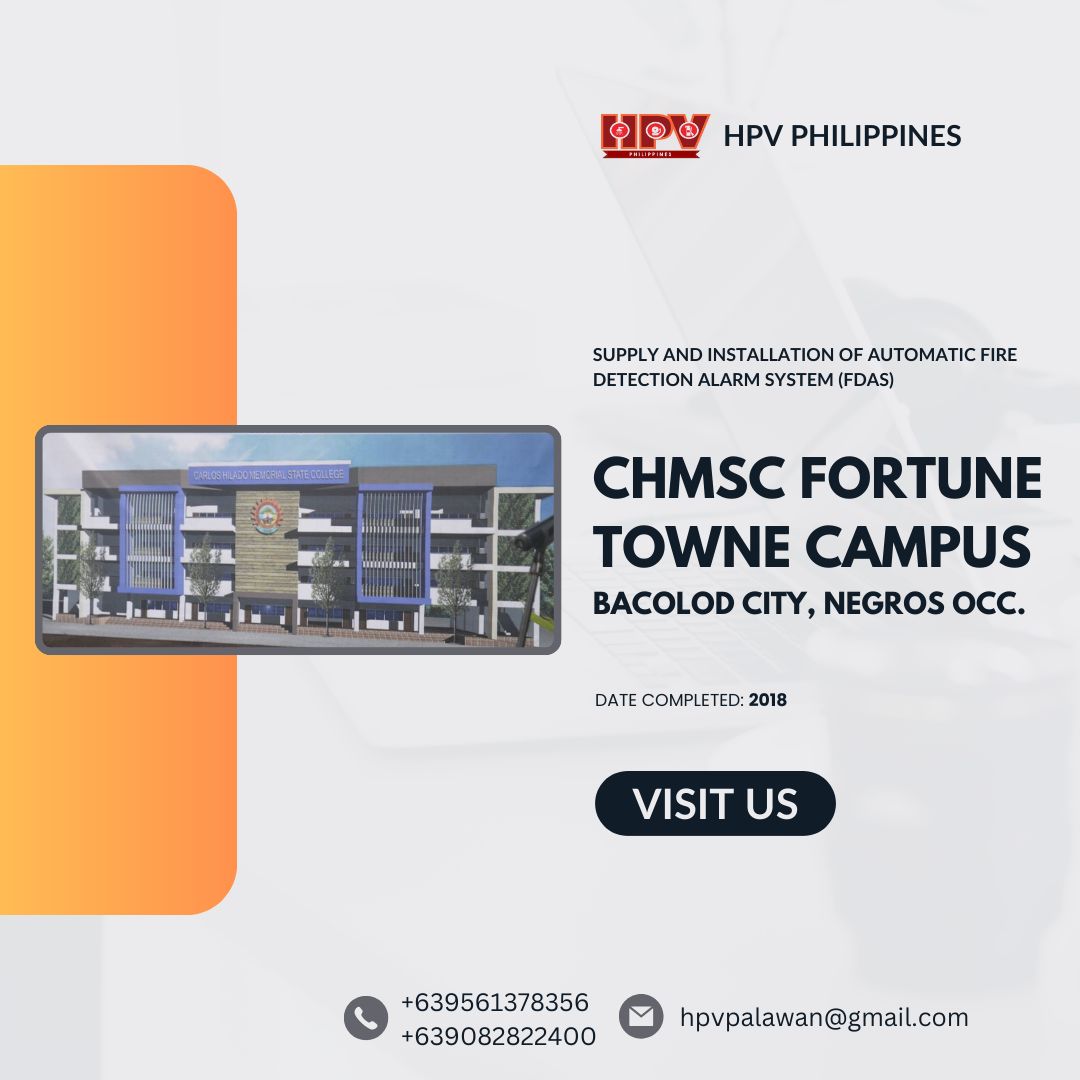 HPV
PHILIPPINES
HPV PHILIPPINES
SUPPLY AND INSTALLATION OF AUTOMATIC FIRE
DETECTION ALARM SYSTEM (FDAS)
CARLOS HILADO MEMORIAL STATE COLLEGE
CHMSC FORTUNE
TOWNE CAMPUS
BACOLOD CITY, NEGROS OCC.
DATE COMPLETED: 2018
VISIT US
+639561378356
+639082822400
hpvpalawan@gmail.com